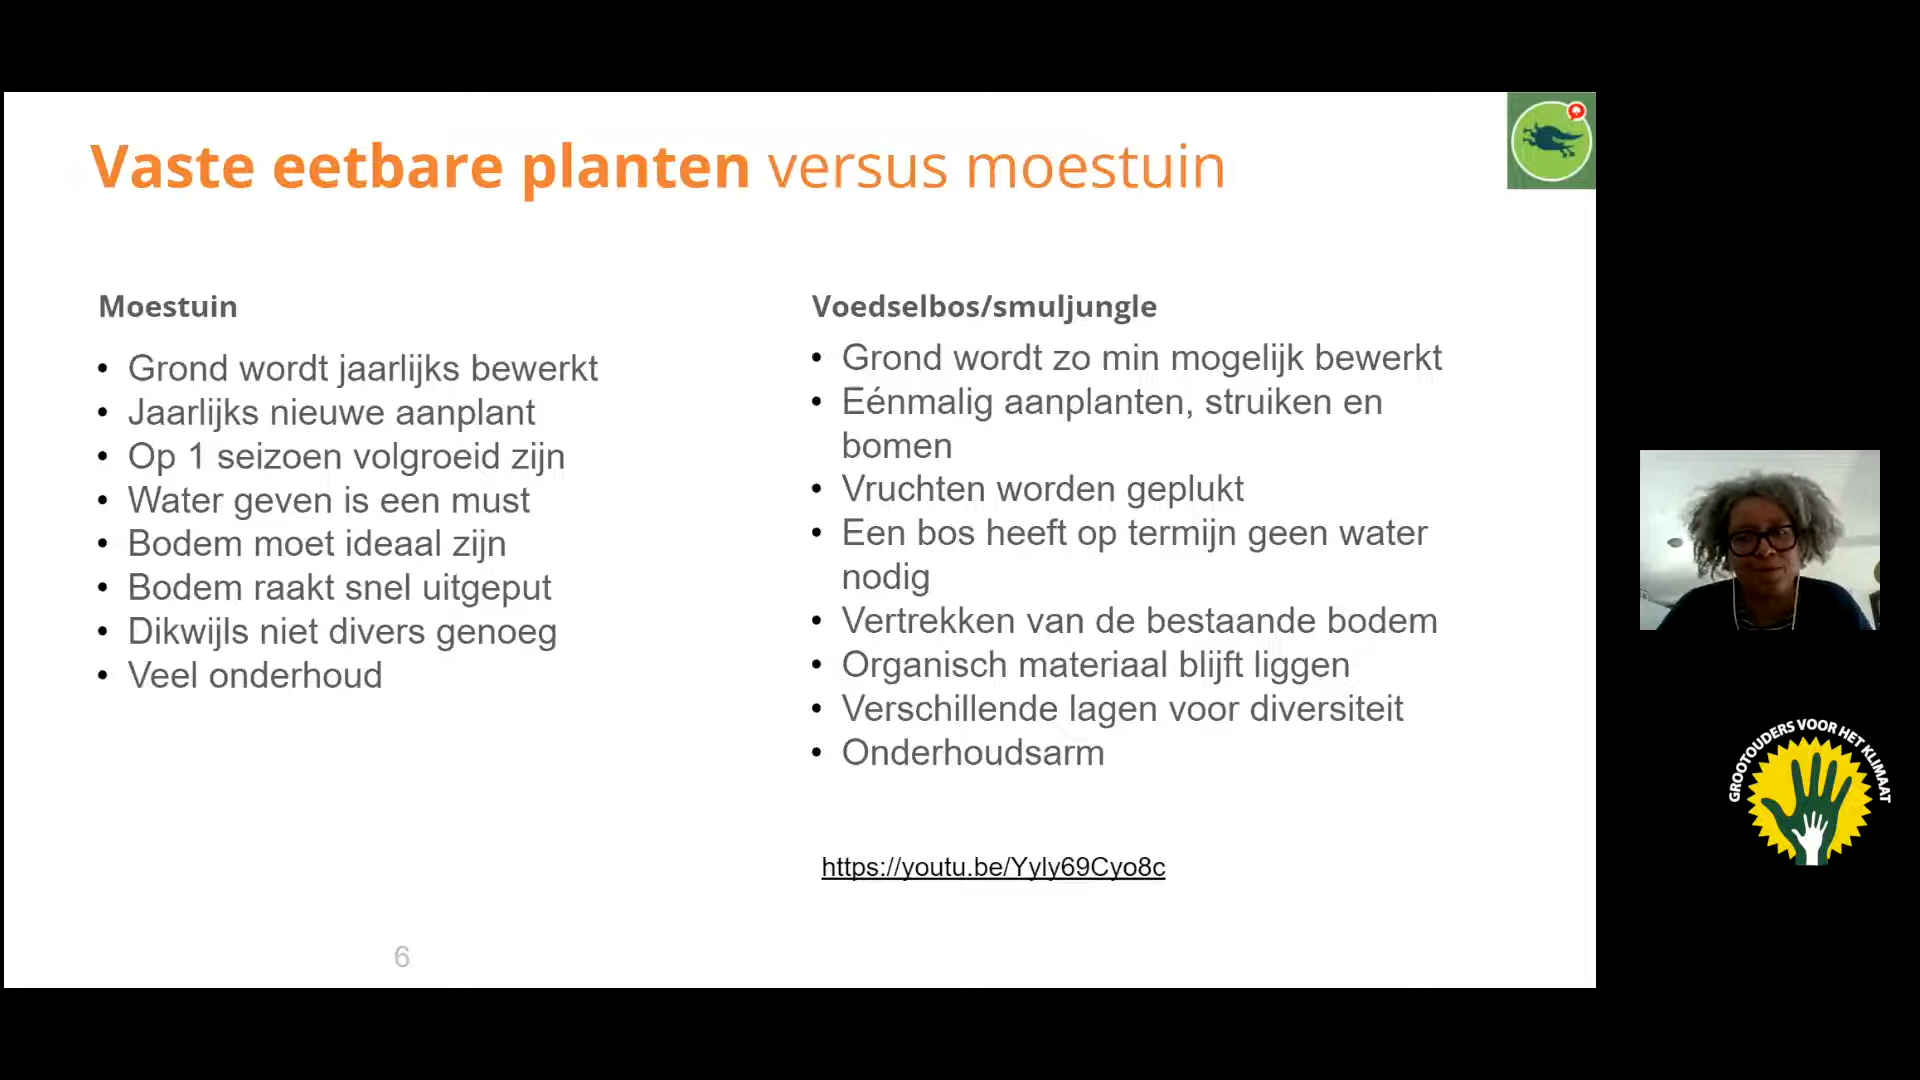 Vaste eetbare planten versus moestuin
Moestuin
• Grond wordt jaarlijks bewerkt
• Jaarlijks nieuwe aanplant
• Op 1 seizoen volgroeid zijn
• Water geven is een must
• Bodem moet ideaal zijn
• Bodem raakt snel uitgeput
• Dikwijls niet divers genoeg
• Veel onderhoud
Voedselbos/smuljungle
• Grond wordt zo min mogelijk bewerkt
• Eénmalig aanplanten, struiken en
bomen
• Vruchten worden geplukt
• Een bos heeft op termijn geen water
nodig
• Vertrekken van de bestaande bodem
• Organisch materiaal blijft liggen
• Verschillende lagen voor diversiteit
• Onderhoudsarm
https://youtu.be/Yyly69Cyo8c
6
GROOTOUDERS VOOR HET KLIMAAT